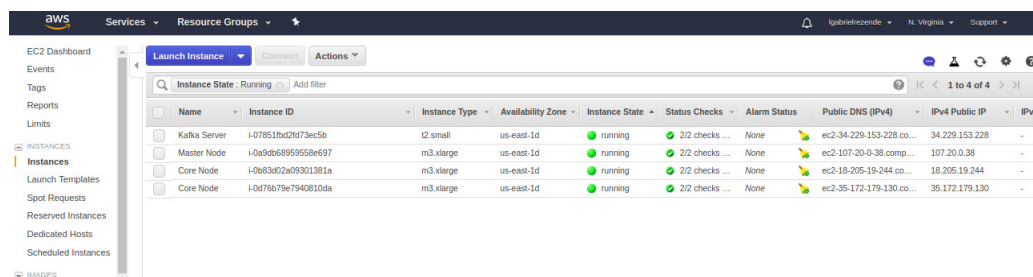 aws Services Resource Groups lgabrielrezende N. Virginia Support
EC2 Dashboard
Events
Tags
Reports
Limits
INSTANCES
Instances
Launch Templates
Spot Requests
Reserved Instances
Dedicated Hosts
Scheduled Instances
IMAGES
Launch Instance Connect Actions
Instance State : Running Add filter 1 to 4 of 4
Name Instance ID Instance Type Availability Zone Instance State Status Checks Alarm Status Public DNS (IPv4) IPv4 Public IP IPv
Kafka Server i-07851fbd2fd73ec5b t2.small us-east-1d running 2/2 checks ... None ec2-34-229-153-228.co... 34.229.153.228 -
Master Node i-0a9db68959558e697 m3.xlarge us-east-1d running 2/2 checks ... None ec2-107-20-0-38.comp... 107.20.0.38 -
Core Node i-0b83d02a09301381a m3.xlarge us-east-1d running 2/2 checks ... None ec2-18-205-19-244.co... 18.205.19.244 -
Core Node i-0d76b79e7940810da m3.xlarge us-east-1d running 2/2 checks ... None ec2-35-172-179-130.co... 35.172.179.130 -